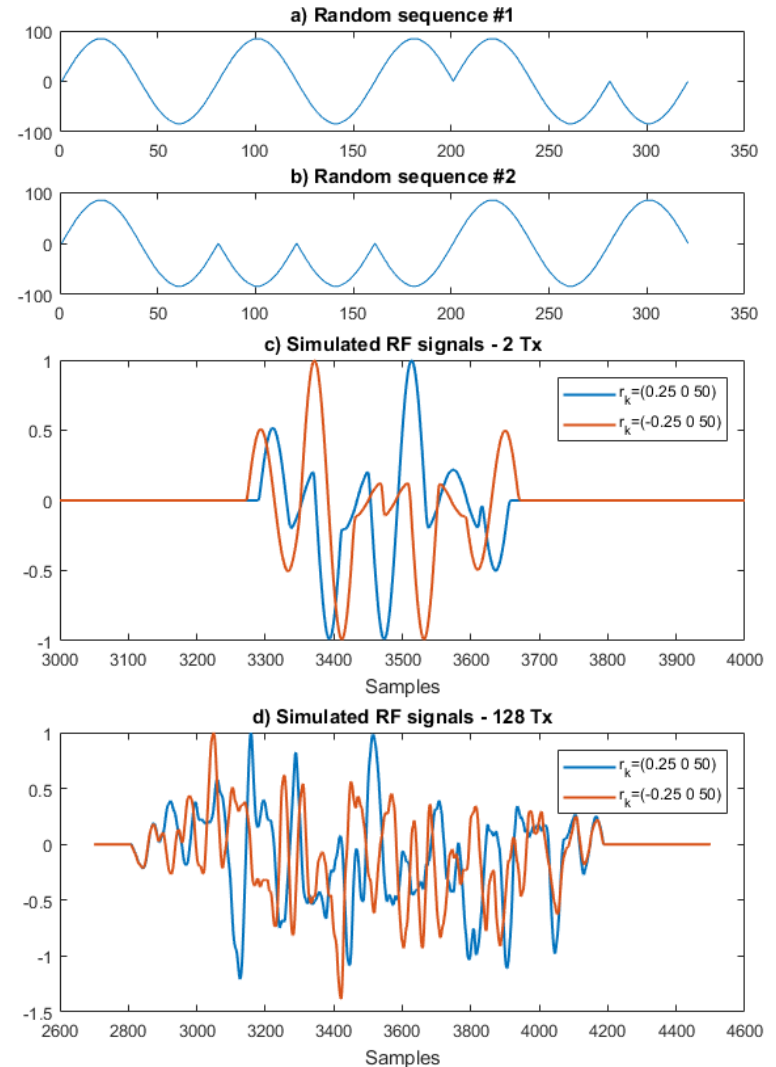 a) Random sequence #1
100
0
-100
0 50 100 150 200 250 300 350
b) Random sequence #2
100
0
-100
0 50 100 150 200 250 300 350
c) Simulated RF signals - 2 Tx
1
0.5
0
-0.5
-1
r_k=(0.25 0 50)
r_k=(-0.25 0 50)
3000 3100 3200 3300 3400 3500 3600 3700 3800 3900 4000
Samples
d) Simulated RF signals - 128 Tx
1
0.5
0
-0.5
-1
-1.5
r_k=(0.25 0 50)
r_k=(-0.25 0 50)
2600 2800 3000 3200 3400 3600 3800 4000 4200 4400 4600
Samples